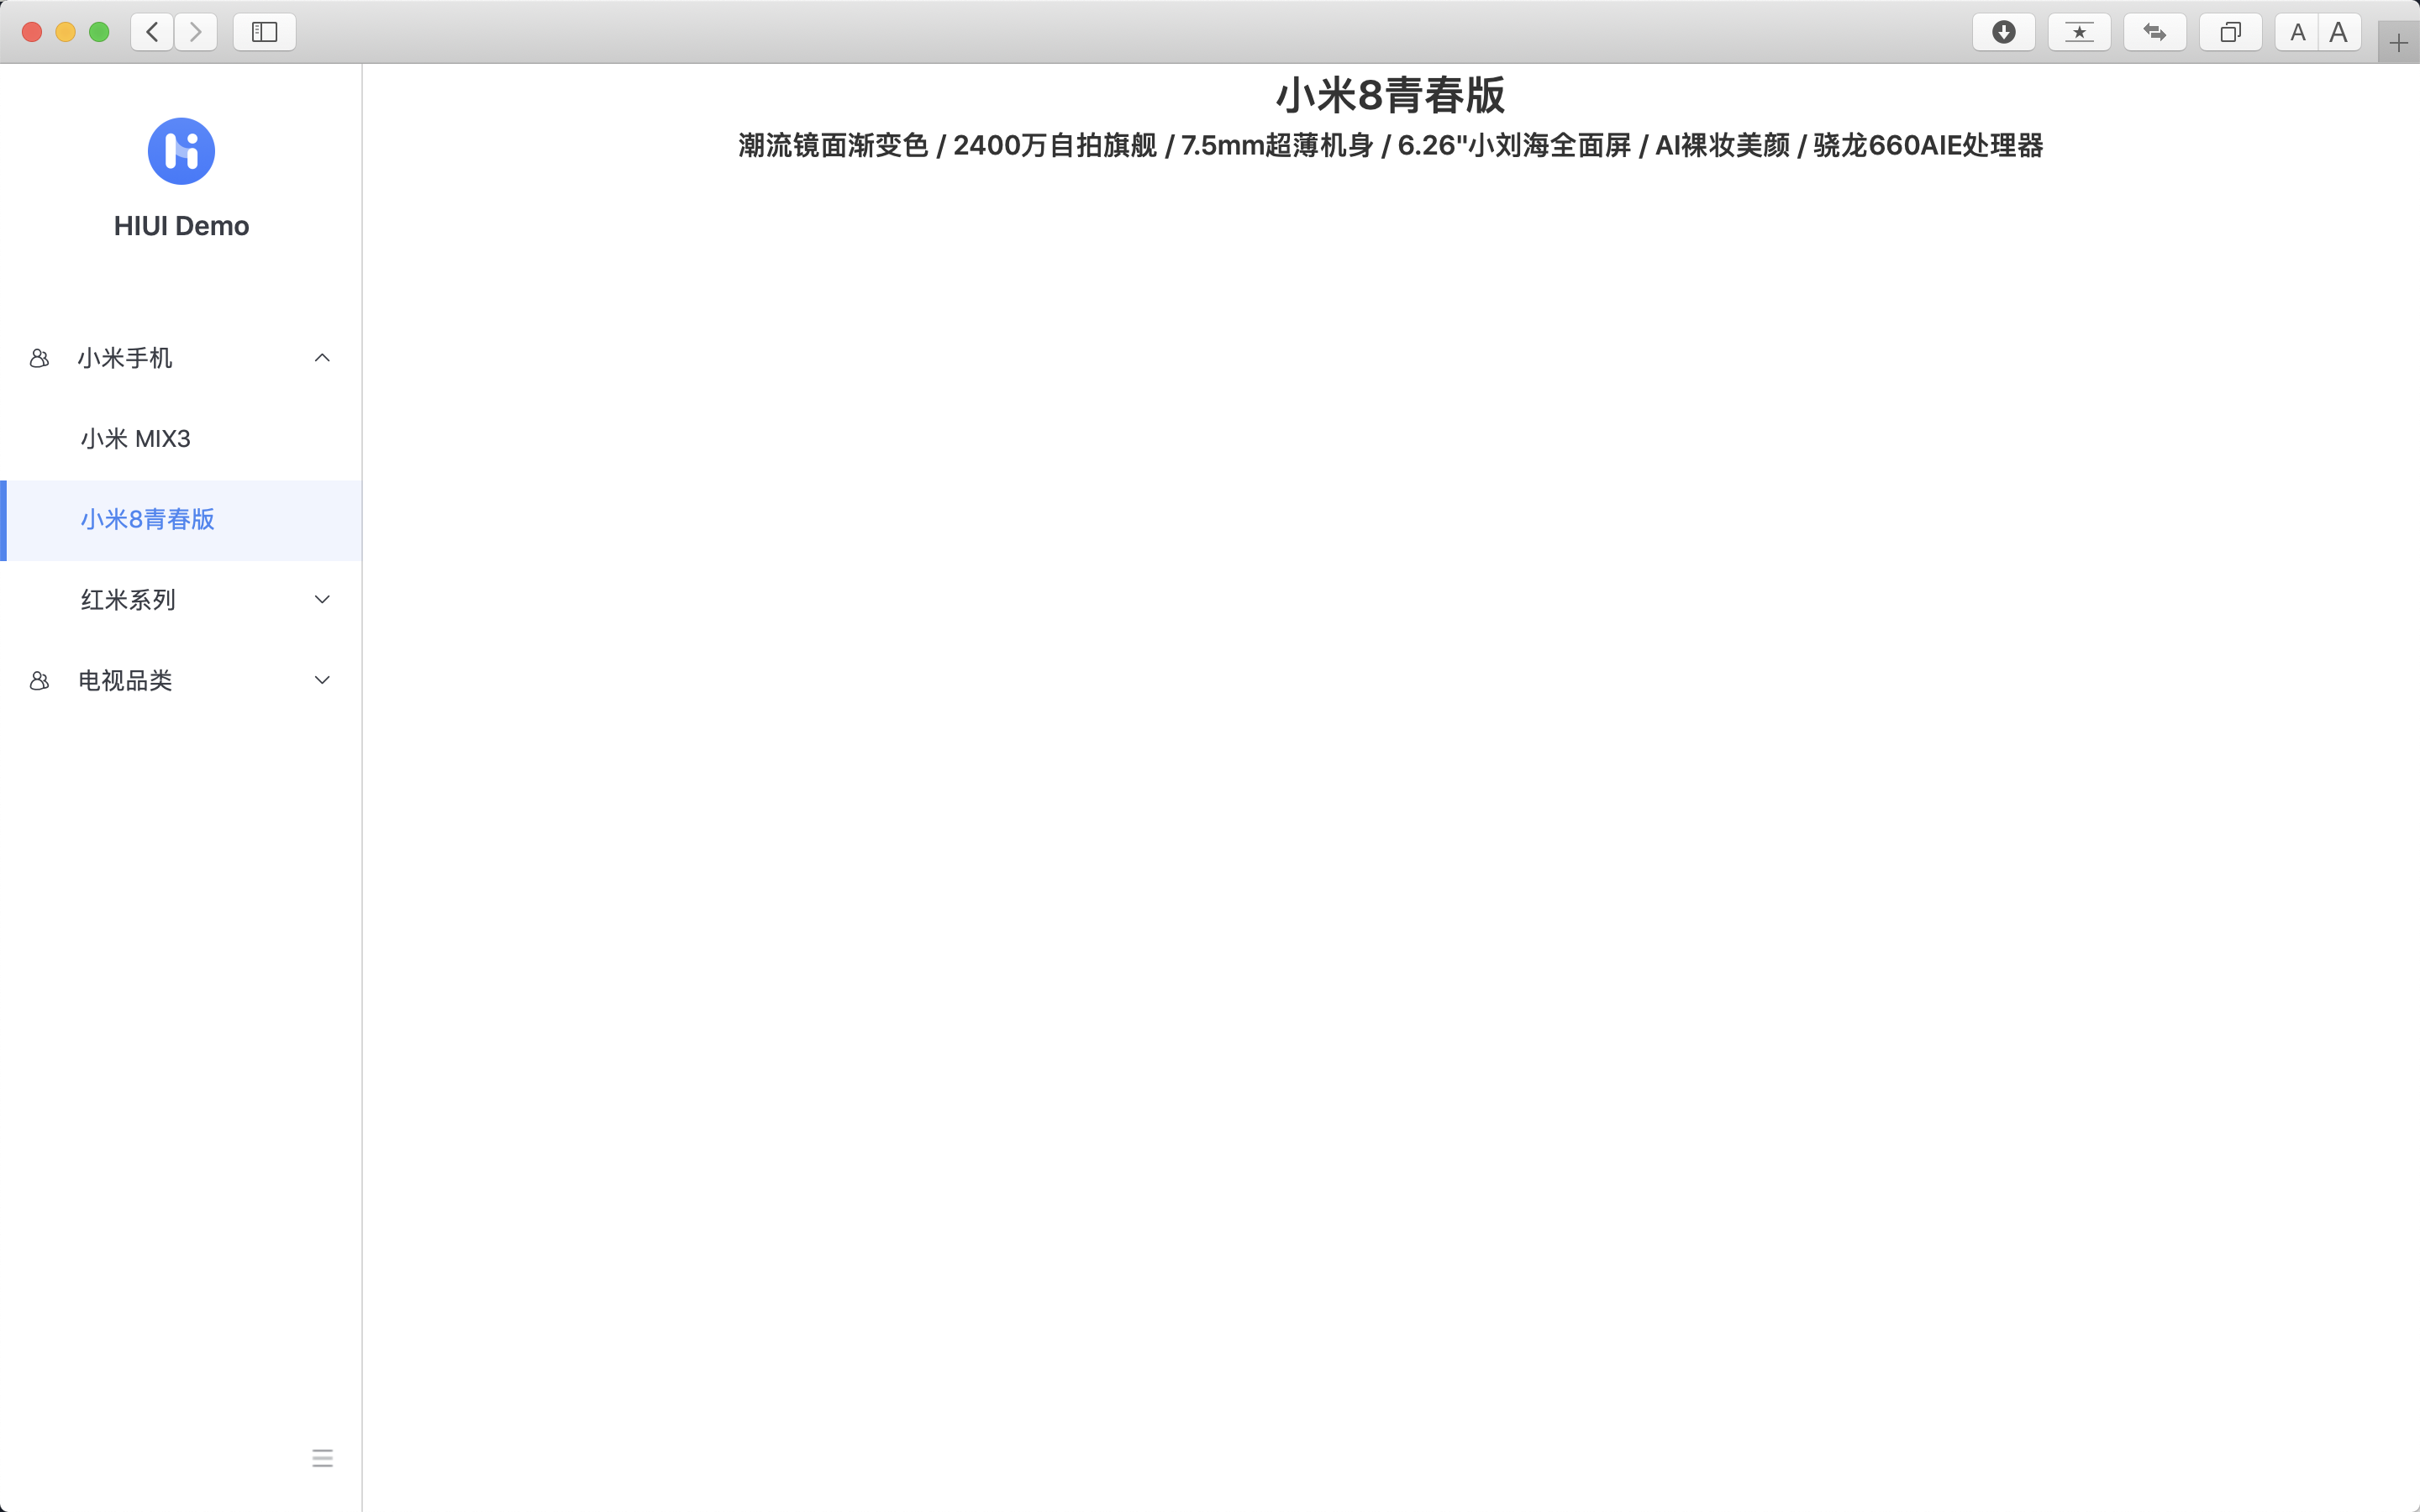 A A
HIUI Demo
小米手机
小米 MIX3
小米8青春版
红米系列
电视品类
小米8青春版
潮流镜面渐变色 / 2400万自拍旗舰 / 7.5mm超薄机身 / 6.26"小刘海全面屏 / AI裸妆美颜 / 骁龙660AIE处理器